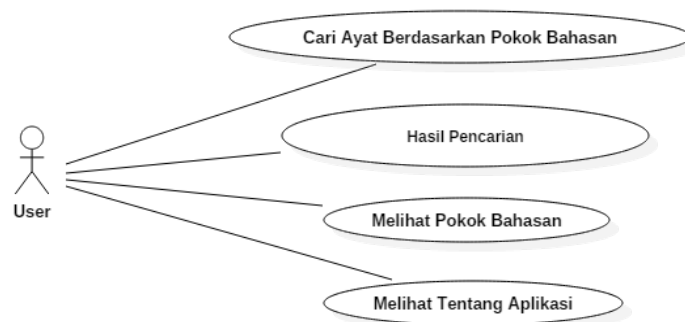 Cari Ayat Berdasarkan Pokok Bahasan
Hasil Pencarian
User
Melihat Pokok Bahasan
Melihat Tentang Aplikasi